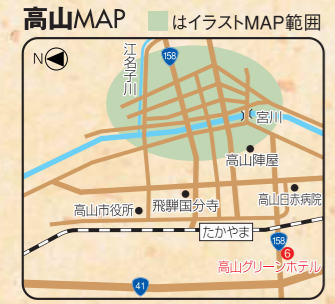 高山MAP
はイラストMAP範囲
N
江名子川
158
宮川
高山陣屋
高山市役所
飛騨国分寺
高山日赤病院
たかやま
158
6
高山グリーンホテル
41